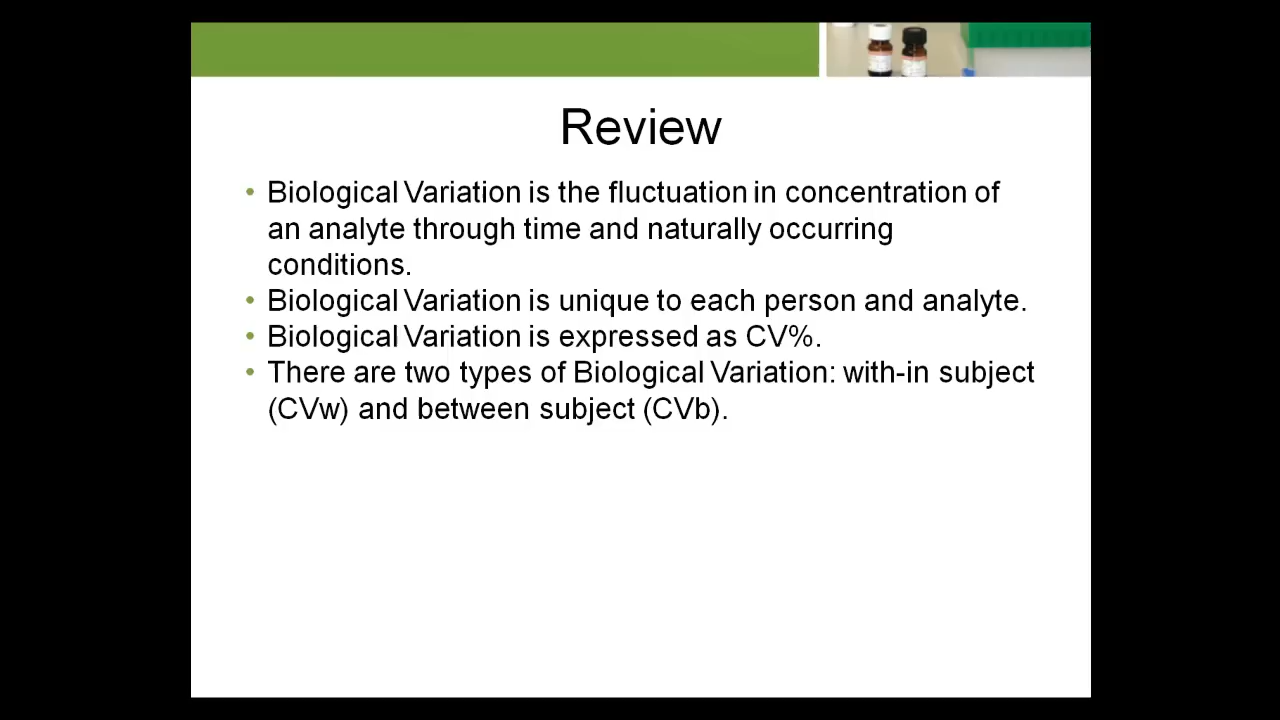 Review
• Biological Variation is the fluctuation in concentration of
an analyte through time and naturally occurring
conditions.
• Biological Variation is unique to each person and analyte.
• Biological Variation is expressed as CV%.
• There are two types of Biological Variation: with-in subject
(CVw) and between subject (CVb).